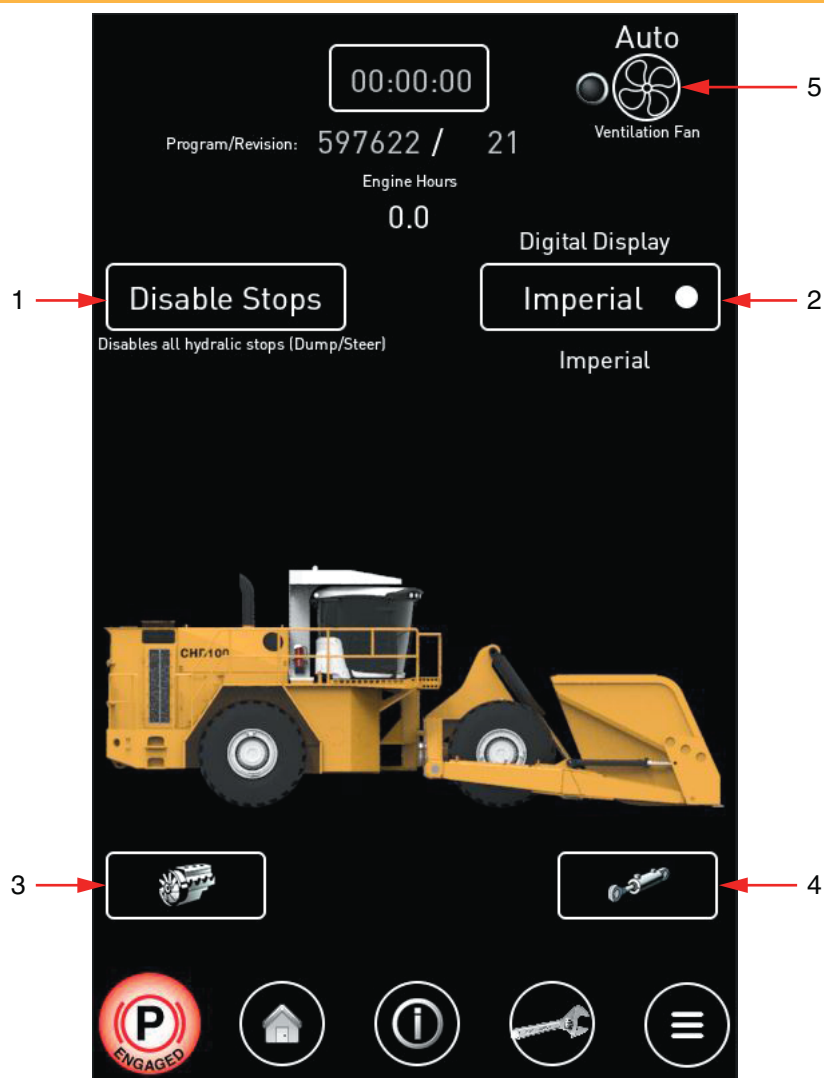 Auto
00:00:00
5
Ventilation Fan
Program/Revision: 597622 / 21
Engine Hours
0.0
Digital Display
1 Disable Stops
Imperial 2
Disables all hydralic stops (Dump/Steer)
Imperial
CHD100
3
4
P
ENGAGED
i